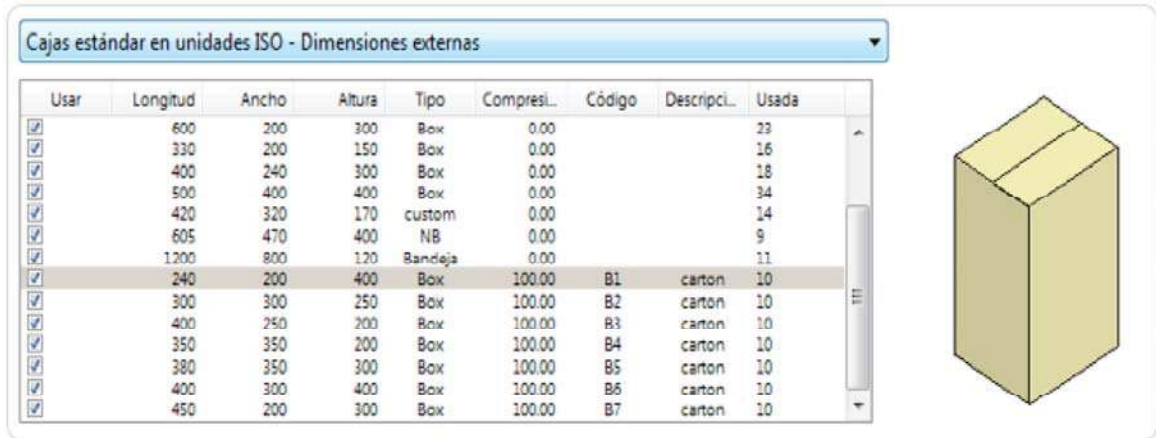 Cajas estándar en unidades ISO - Dimensiones externas
Usar Longitud Ancho Altura Tipo Compresi... Código Descripci... Usada
600 200 300 Box 0.00 23
330 200 150 Box 0.00 16
400 240 300 Box 0.00 18
500 400 400 Box 0.00 34
420 320 170 custom 0.00 14
605 470 400 NB 0.00 9
1200 800 120 Bandeja 0.00 11
240 200 400 Box 100.00 B1 carton 10
300 300 250 Box 100.00 B2 carton 10
400 250 200 Box 100.00 B3 carton 10
350 350 200 Box 100.00 B4 carton 10
380 350 300 Box 100.00 B5 carton 10
400 300 400 Box 100.00 B6 carton 10
450 200 300 Box 100.00 B7 carton 10